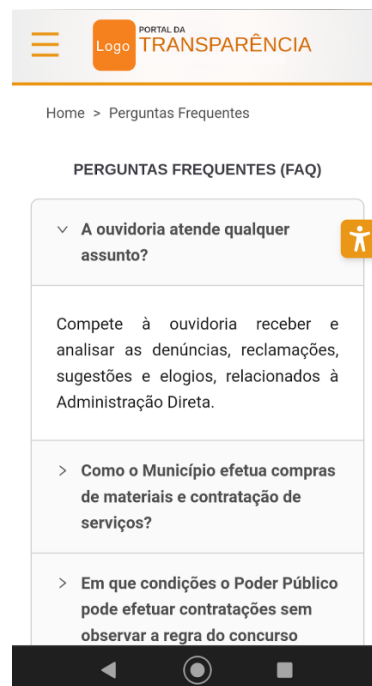 Logo
PORTAL DA
TRANSPARÊNCIA
Home > Perguntas Frequentes
PERGUNTAS FREQUENTES (FAQ)
A ouvidoria atende qualquer
assunto?
Compete à ouvidoria receber e
analisar as denúncias, reclamações,
sugestões e elogios, relacionados à
Administração Direta.
Como o Município efetua compras
de materiais e contratação de
serviços?
Em que condições o Poder Público
pode efetuar contratações sem
observar a regra do concurso